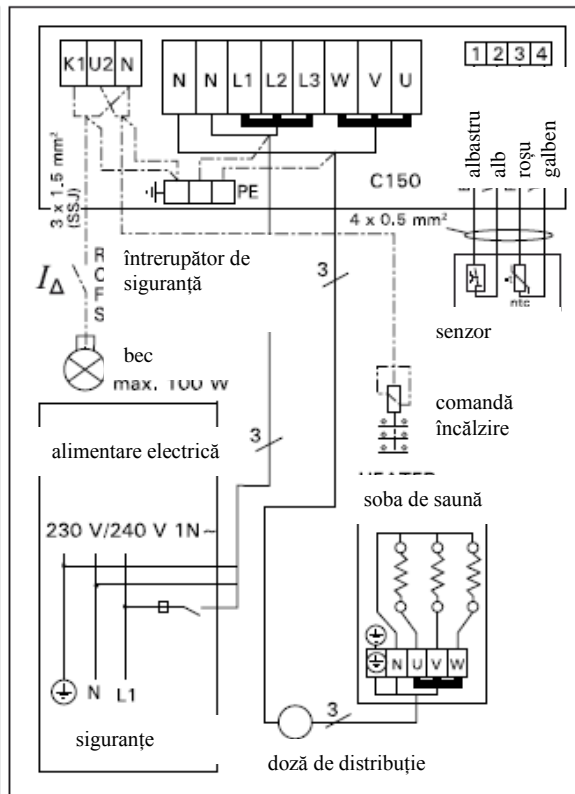 K1 U2 N
N N L1 L2 L3 W V U
1 2 3 4
albastru
alb
roșu
galben
PE
C150
3 x 1.5 mm²
(SSJ)
4 x 0.5 mm²
RCFS
I∆
întrerupător de
siguranță
3
ntc
senzor
bec
max. 100 W
comandă
încălzire
alimentare electrică
3
soba de saună
230 V/240 V 1N~
N U V W
N L1
3
siguranțe
doză de distribuție